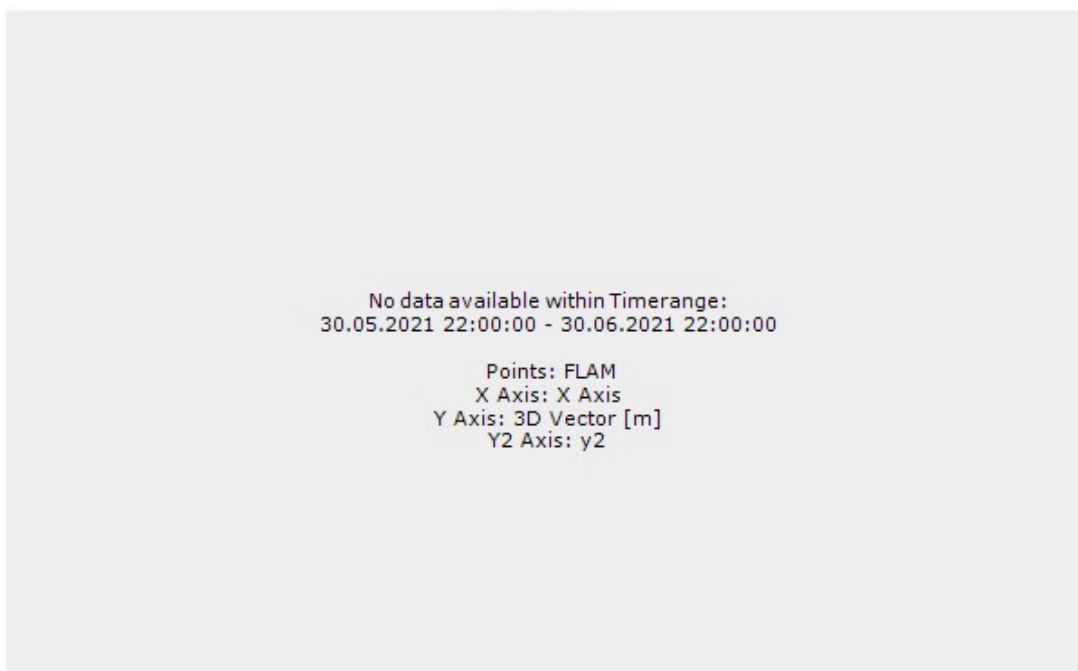 No data available within Timerange:
30.05.2021 22:00:00 - 30.06.2021 22:00:00
Points: FLAM
X Axis: X Axis
Y Axis: 3D Vector [m]
Y2 Axis: y2